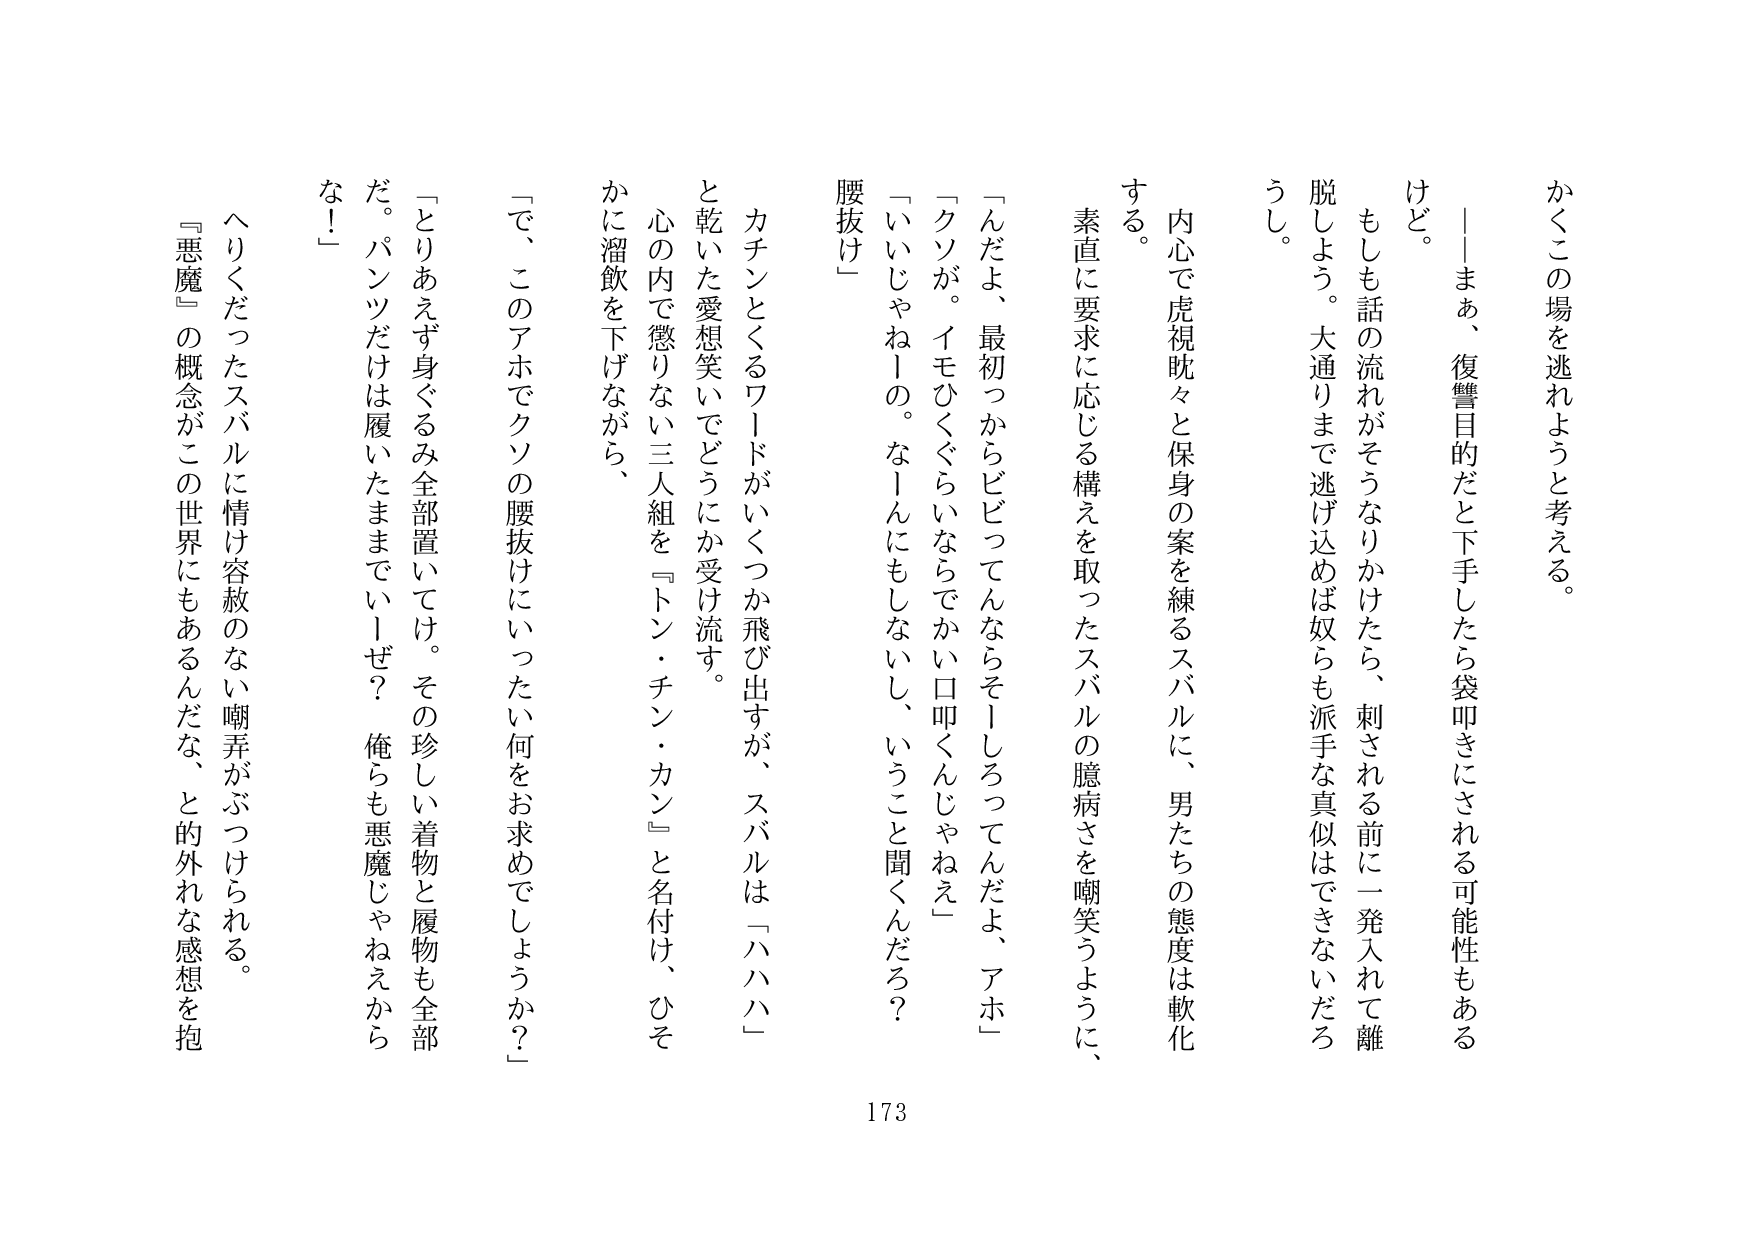 かくこの場を逃れようと考える。
――まぁ、復讐目的だと下手したら袋叩きにされる可能性もある
けど。
もしも話の流れがそうなりかけたら、刺される前に一発入れて離
脱しよう。大通りまで逃げ込めば奴らも派手な真似はできないだろ
うし。
内心で虎視眈々と保身の案を練るスバルに、男たちの態度は軟化
する。
素直に要求に応じる構えを取ったスバルの臆病さを嘲笑うように、
「んだよ、最初っからビビってんならそーしろってんだよ、アホ」
「クソが。イモひくぐらいならでかい口叩くんじゃねえ」
「いいじゃねーの。なーんにもしないし、いうこと聞くんだろ？
腰抜け」
カチンとくるワードがいくつか飛び出すが、スバルは「ハハハ」
と乾いた愛想笑いでどうにか受け流す。
心の内で懲りない三人組を『トン・チン・カン』と名付け、ひそ
かに溜飲を下げながら、
「で、このアホでクソの腰抜けにいったい何をお求めでしょうか？」
「とりあえず身ぐるみ全部置いてけ。その珍しい着物と履物も全部
だ。パンツだけは履いたままでいーぜ？　俺らも悪魔じゃねえから
な！」
へりくだったスバルに情け容赦のない嘲弄がぶつけられる。
『悪魔』の概念がこの世界にもあるんだな、と的外れな感想を抱
173